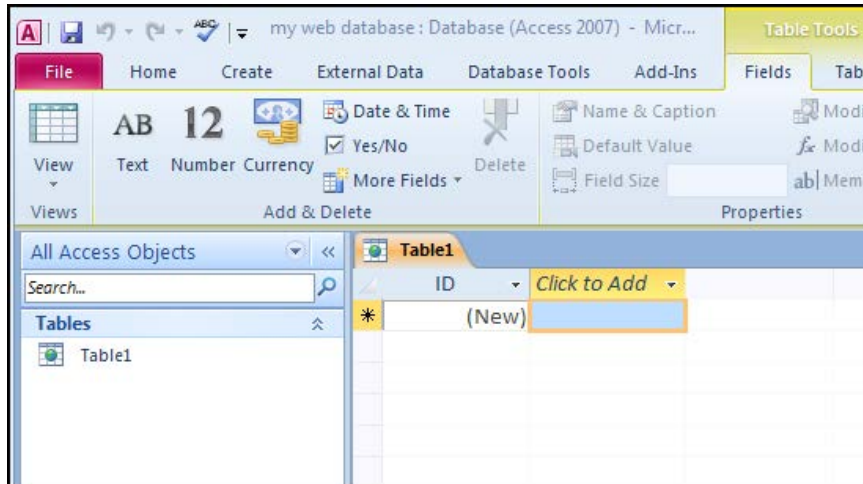 A ABC my web database : Database (Access 2007) - Micr... Table Tools
File Home Create External Data Database Tools Add-Ins Fields Tab
View
Views
AB
Text
12
Number
Currency
Date & Time
Yes/No
More Fields
Delete
Add & Delete
Name & Caption
Default Value
Field Size
Modi
fx Modi
ab| Mem
Properties
All Access Objects «
Search...
Tables
Table1
Table1
ID Click to Add
* (New)